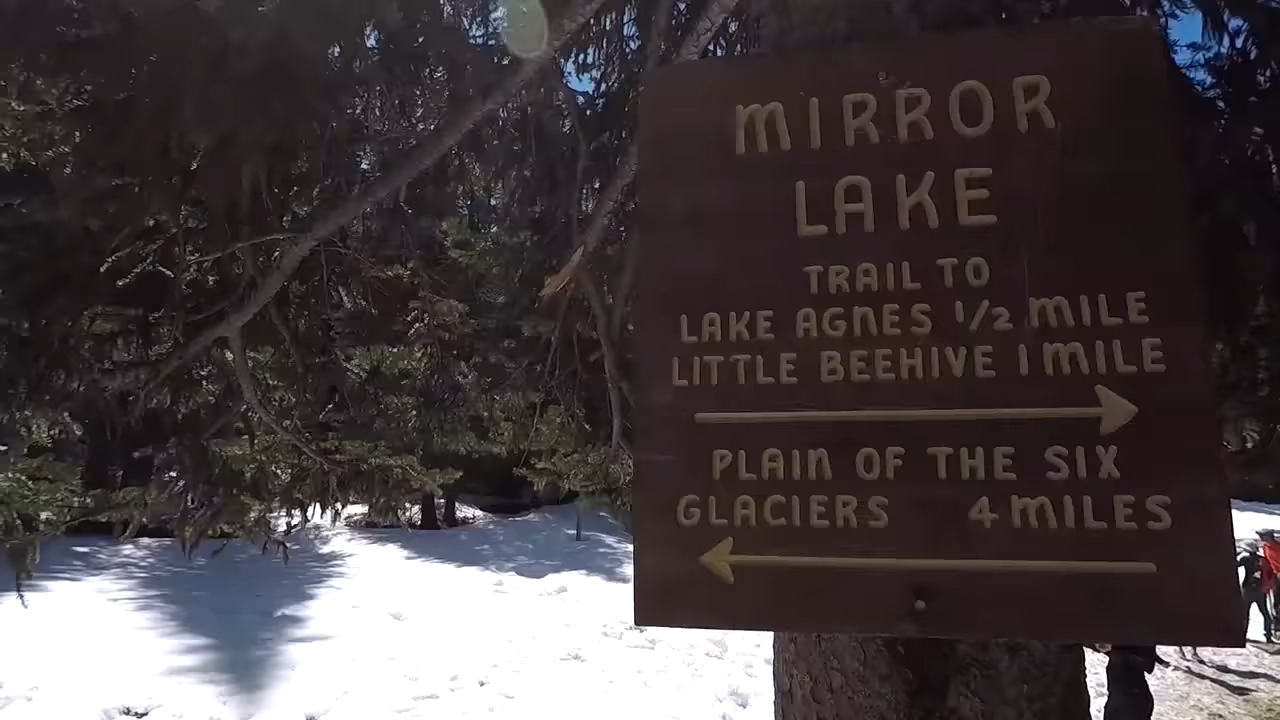 MIRROR
LAKE
TRAIL TO
LAKE AGNES 1/2 MILE
LITTLE BEEHIVE 1 MILE
PLAIN OF THE SIX
GLACIERS 4 MILES